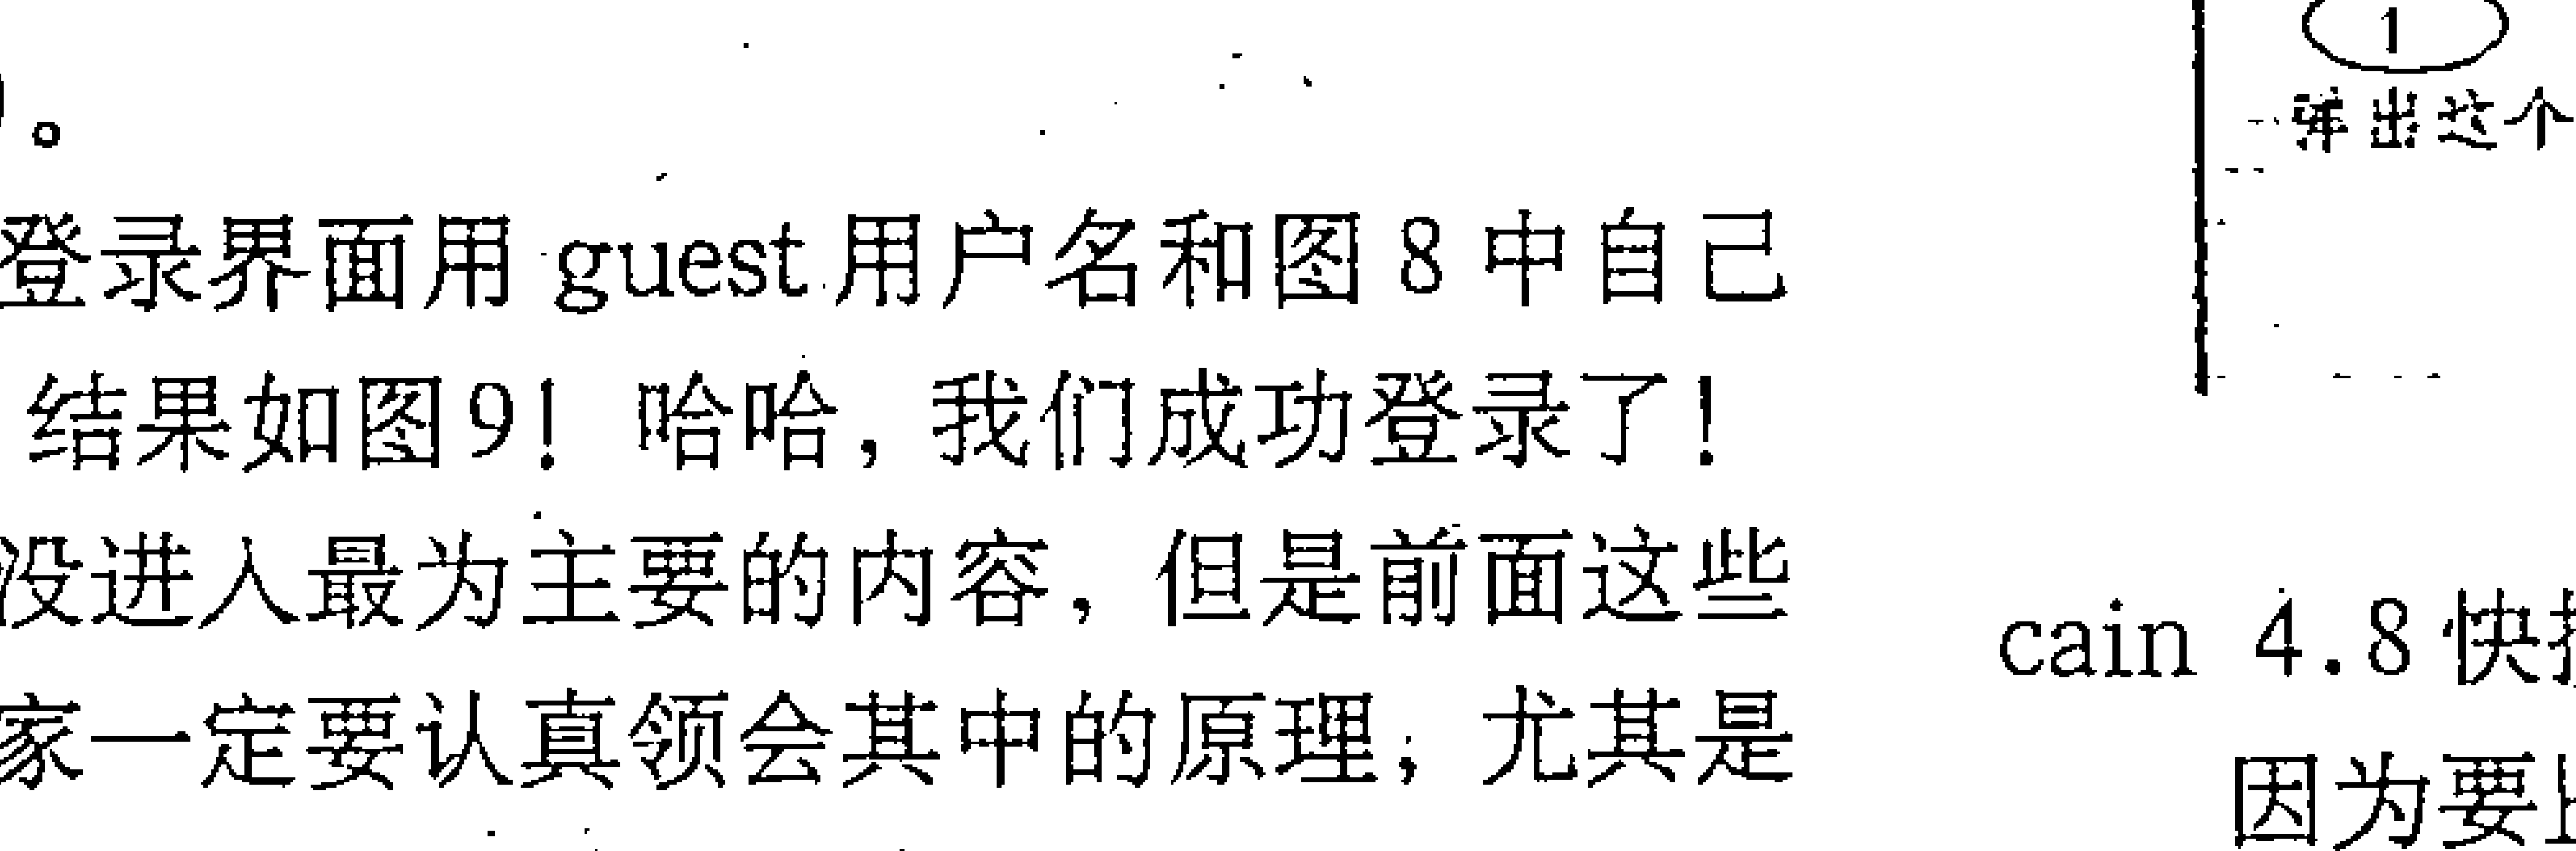 。
登录界面用 guest 用户名和图 8 中自己
结果如图9！哈哈，我们成功登录了！
没进入最为主要的内容，但是前面这些
家一定要认真领会其中的原理，尤其是
1
弹出这个
cain 4.8快
因为要